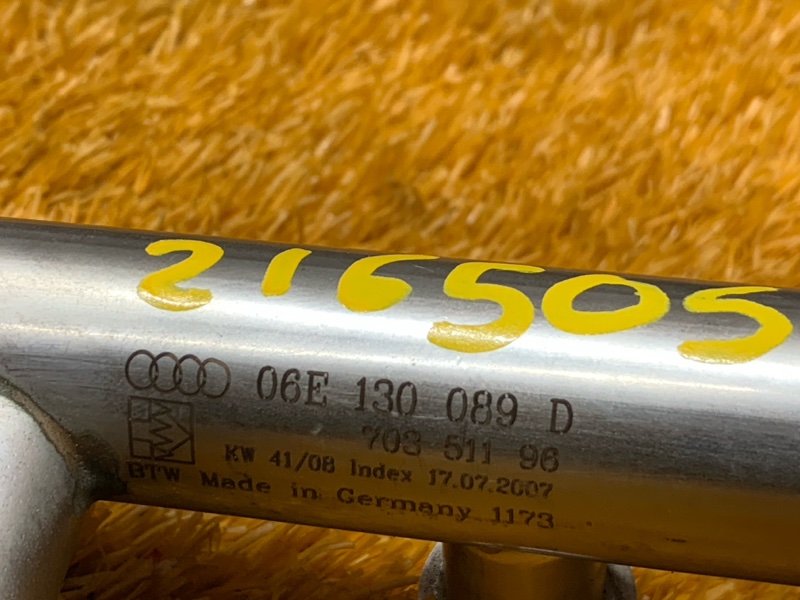 216505
06E 130 089 D
703 511 96
KW 41/08 Index 17.07.2007
BTW Made in Germany 1173